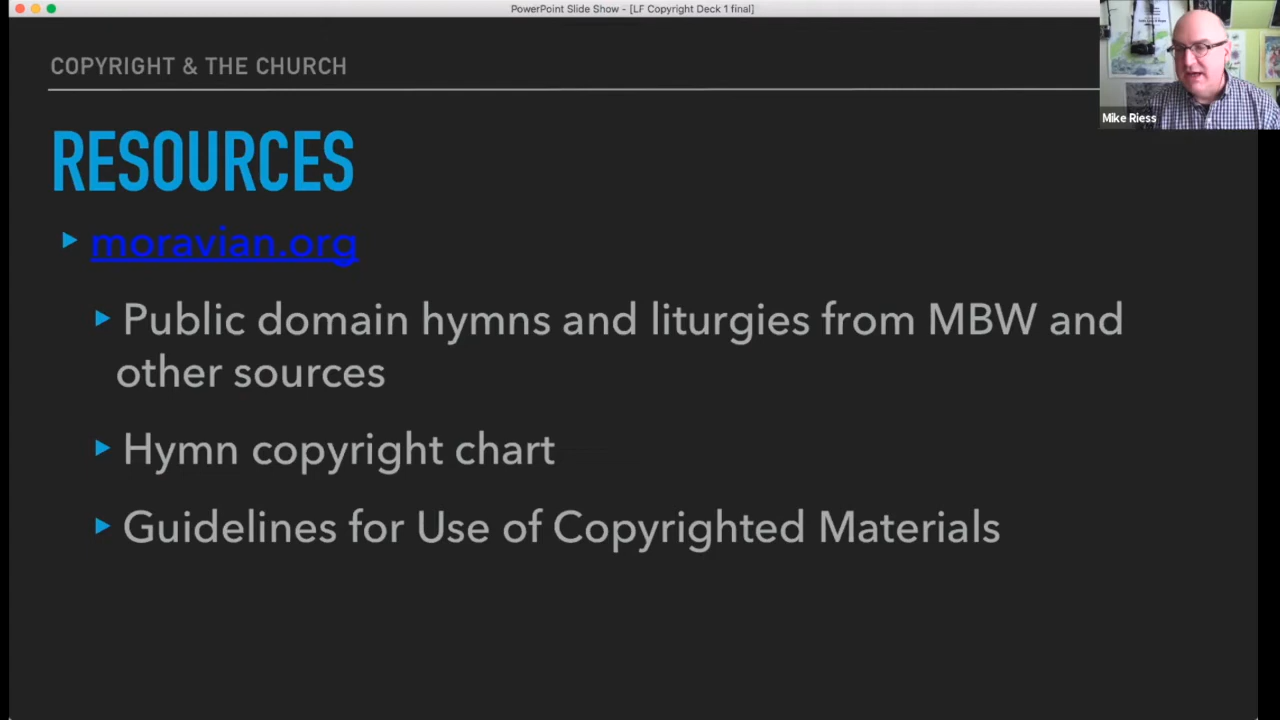 PowerPoint Slide Show - [LF Copyright Deck 1 final]
COPYRIGHT & THE CHURCH
Mike Riess
RESOURCES
moravian.org
Public domain hymns and liturgies from MBW and
other sources
Hymn copyright chart
Guidelines for Use of Copyrighted Materials